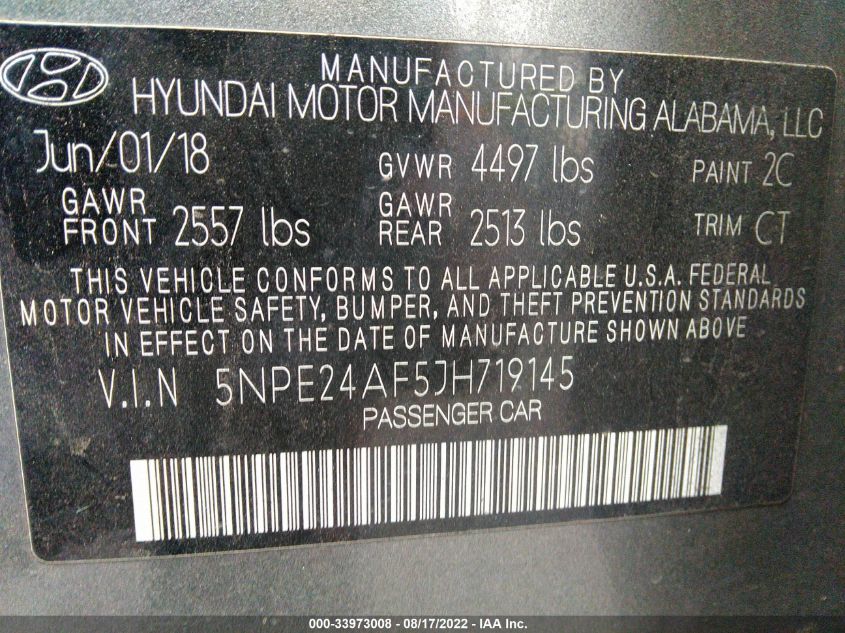 MANUFACTURED BY
HYUNDAI MOTOR MANUFACTURING ALABAMA, LLC
Jun/01/18 GVWR 4497 lbs PAINT 2C
GAWR FRONT 2557 lbs GAWR REAR 2513 lbs TRIM CT
THIS VEHICLE CONFORMS TO ALL APPLICABLE U.S.A. FEDERAL
MOTOR VEHICLE SAFETY, BUMPER, AND THEFT PREVENTION STANDARDS
IN EFFECT ON THE DATE OF MANUFACTURE SHOWN ABOVE
V.I.N 5NPE24AF5JH719145
PASSENGER CAR
000-33973008 - 08/17/2022 - IAA Inc.